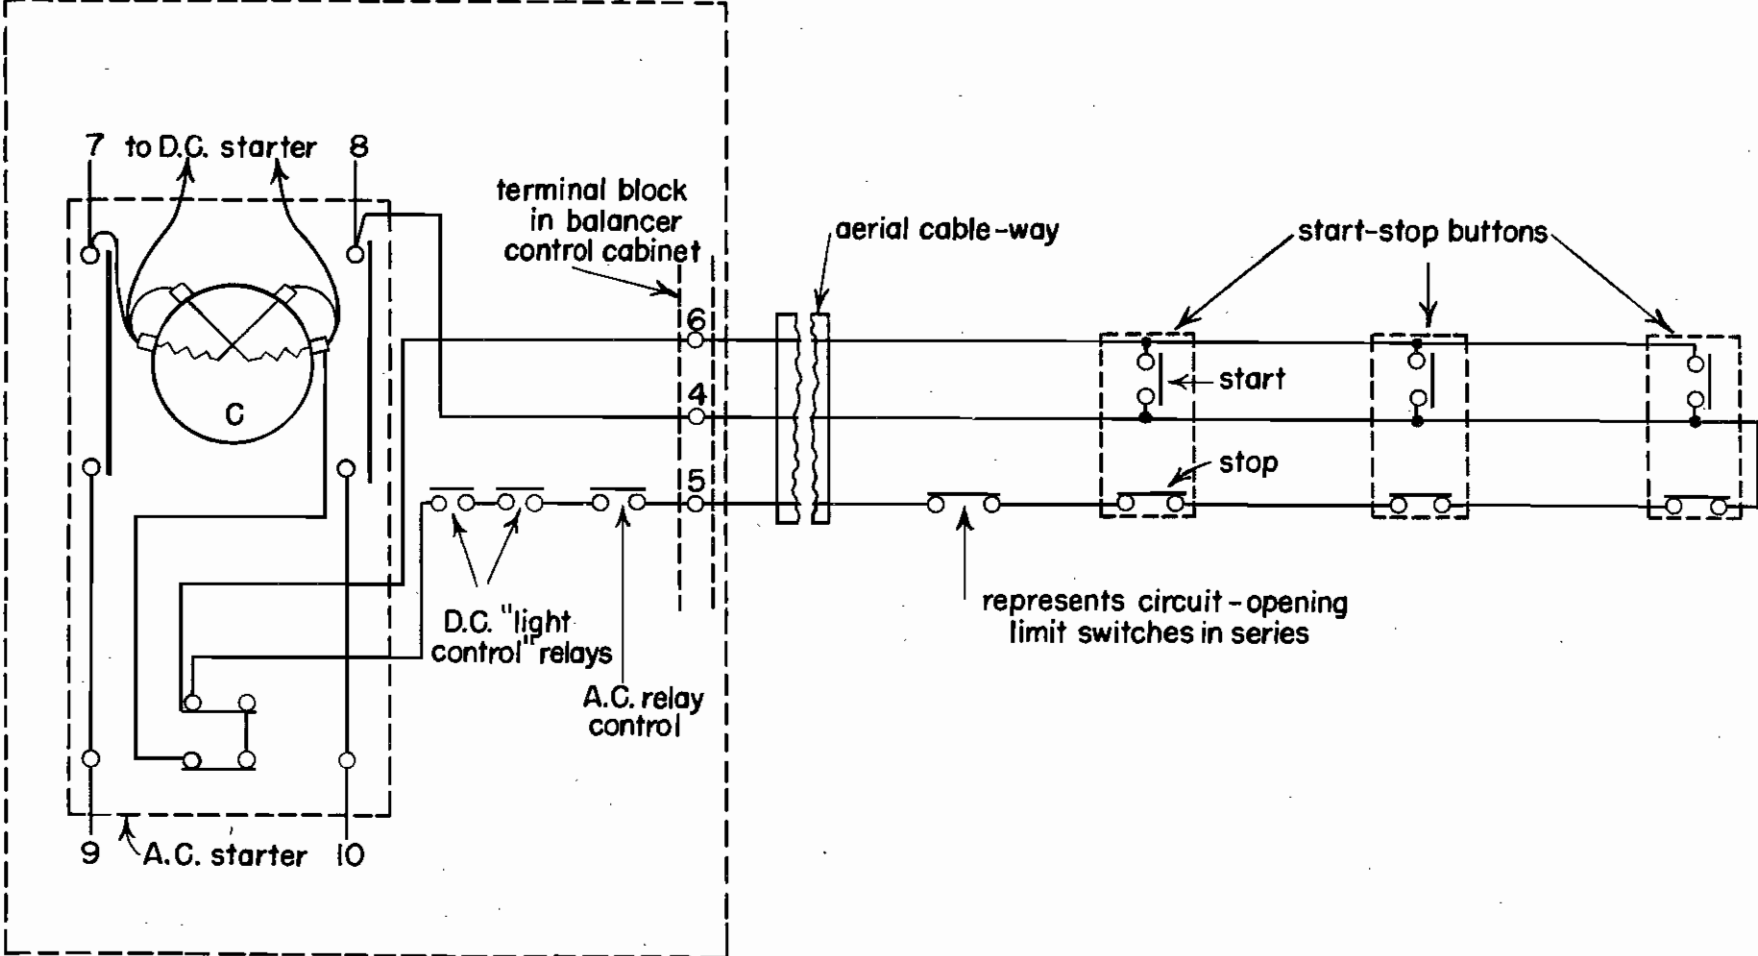 7 to D.C. starter 8
terminal block
in balancer
control cabinet
aerial cable-way
start-stop buttons
6
start
4
C
stop
5
represents circuit-opening
limit switches in series
D.C. "light
control" relays
A.C. relay
control
9 A.C. starter 10